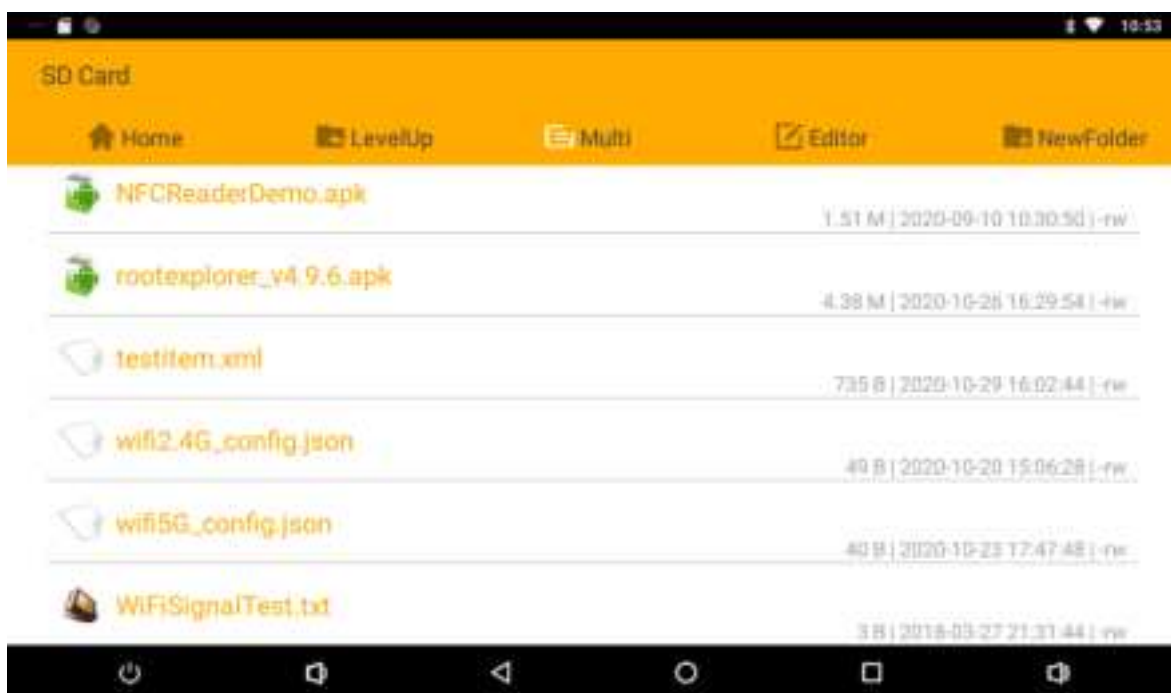 10:53
SD Card
Home LevelUp Multi Editor NewFolder
NFCReaderDemo.apk
1.51 M | 2020-09-10 10:30:50 | -rw
rootexplorer_v4.9.6.apk
4.38 M | 2020-10-26 16:29:54 | -rw
testitem.xml
735 B | 2020-10-29 16:02:44 | -rw
wifi2.4G_config.json
49 B | 2020-10-20 15:06:28 | -rw
wifi5G_config.json
40 B | 2020-10-23 17:47:48 | -rw
WiFiSignalTest.txt
3 B | 2018-03-27 21:31:44 | -rw